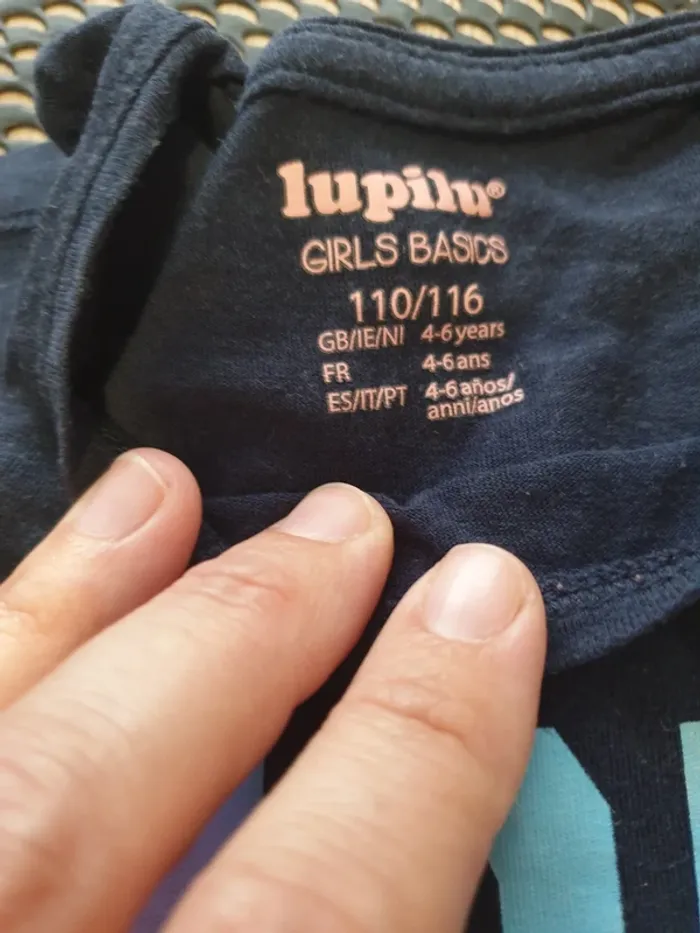 lupilu®
GIRLS BASICS
110/116
GB/IE/NI 4-6 years
FR 4-6 ans
ES/IT/PT 4-6 años/
anni/anos